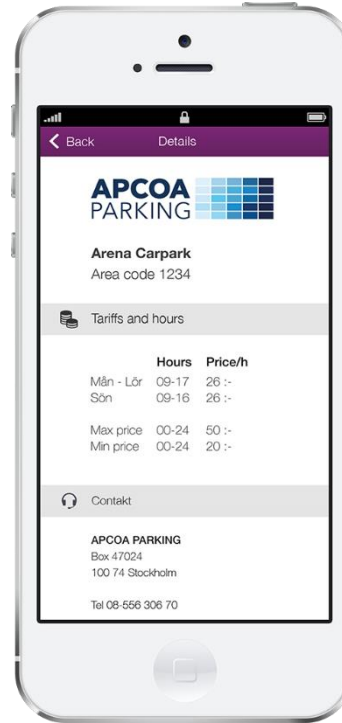 Back Details
APCOA
PARKING
Arena Carpark
Area code 1234
Tariffs and hours
Hours Price/h
Mån - Lör 09-17 26 :-
Sön 09-16 26 :-
Max price 00-24 50 :-
Min price 00-24 20 :-
Contakt
APCOA PARKING
Box 47024
100 74 Stockholm
Tel 08-556 306 70